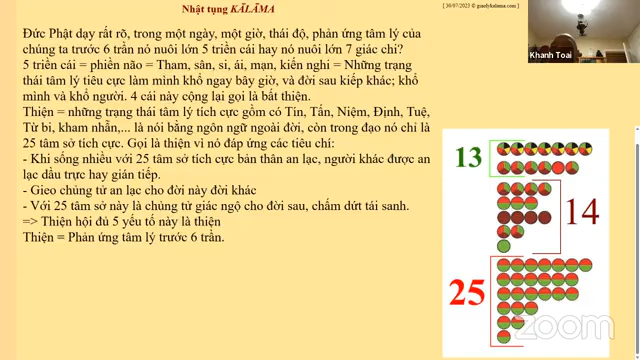 Nhật tụng KĀLĀMA
[ 30/07/2023 © giaolykalama.com ]
Khanh Toai
Đức Phật dạy rất rõ, trong một ngày, một giờ, thái độ, phản ứng tâm lý của
chúng ta trước 6 trần nó nuôi lớn 5 triền cái hay nó nuôi lớn 7 giác chi?
5 triền cái = phiền não = Tham, sân, si, ái, mạn, kiến nghi = Những trạng
thái tâm lý tiêu cực làm mình khổ ngay bây giờ, và đời sau kiếp khác; khổ
mình và khổ người. 4 cái này cộng lại gọi là bất thiện.
Thiện = những trạng thái tâm lý tích cực gồm có Tín, Tấn, Niệm, Định, Tuệ,
Từ bi, kham nhẫn,... là nói bằng ngôn ngữ ngoài đời, còn trong đạo nó chỉ là
25 tâm sở tích cực. Gọi là thiện vì nó đáp ứng các tiêu chí:
- Khi sống nhiều với 25 tâm sở tích cực bản thân an lạc, người khác được an
lạc dầu trực hay gián tiếp.
- Gieo chủng tử an lạc cho đời này đời khác
- Với 25 tâm sở này là chủng tử giác ngộ cho đời sau, chấm dứt tái sanh.
=> Thiện hội đủ 5 yếu tố này là thiện
Thiện = Phản ứng tâm lý trước 6 trần.
13
14
25
zoom